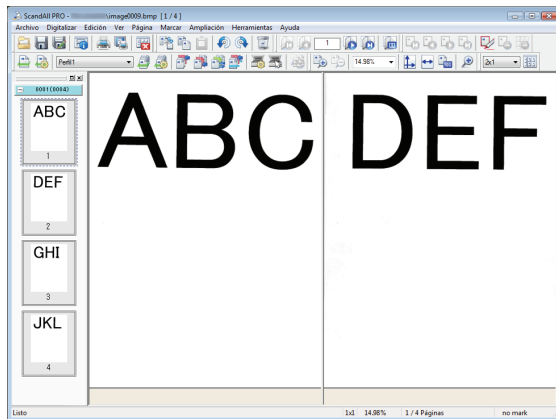 ScandAll PRO - \image0009.bmp [ 1 / 4 ]
Archivo Digitalizar Edición Ver Página Marcar Ampliación Herramientas Ayuda
1
Perfil1 14.98% 2x1
0001(0004)
ABC
1
DEF
2
GHI
3
JKL
4
ABC DEF
Listo 1x1 14.98% 1 / 4 Páginas no mark